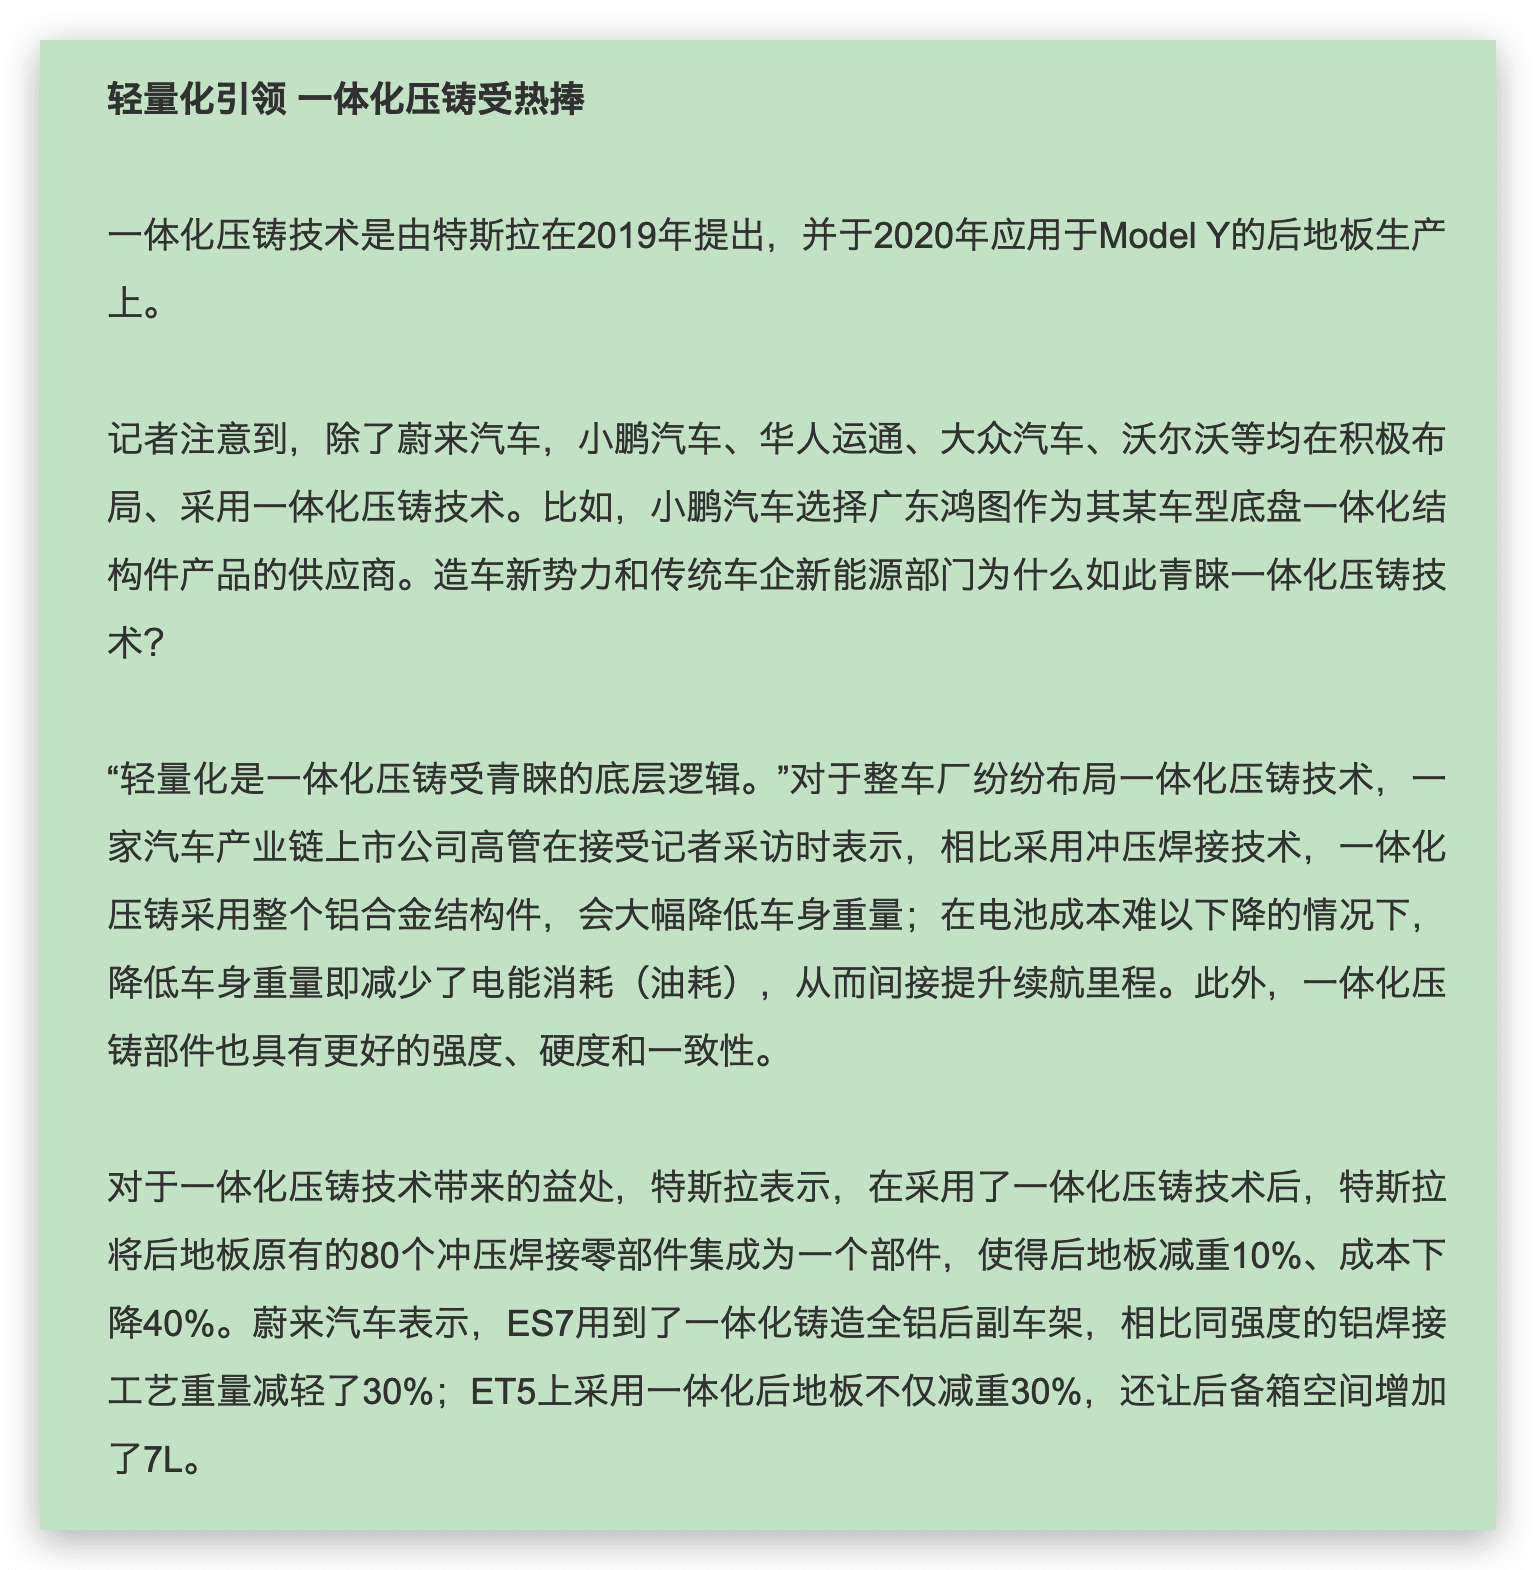 轻量化引领 一体化压铸受热捧
一体化压铸技术是由特斯拉在2019年提出，并于2020年应用于Model Y的后地板生产
上。
记者注意到，除了蔚来汽车，小鹏汽车、华人运通、大众汽车、沃尔沃等均在积极布
局、采用一体化压铸技术。比如，小鹏汽车选择广东鸿图作为其某车型底盘一体化结
构件产品的供应商。造车新势力和传统车企新能源部门为什么如此青睐一体化压铸技
术？
“轻量化是一体化压铸受青睐的底层逻辑。”对于整车厂纷纷布局一体化压铸技术，一
家汽车产业链上市公司高管在接受记者采访时表示，相比采用冲压焊接技术，一体化
压铸采用整个铝合金结构件，会大幅降低车身重量；在电池成本难以下降的情况下，
降低车身重量即减少了电能消耗（油耗），从而间接提升续航里程。此外，一体化压
铸部件也具有更好的强度、硬度和一致性。
对于一体化压铸技术带来的益处，特斯拉表示，在采用了一体化压铸技术后，特斯拉
将后地板原有的80个冲压焊接零部件集成为一个部件，使得后地板减重10%、成本下
降40%。蔚来汽车表示，ES7用到了一体化铸造全铝后副车架，相比同强度的铝焊接
工艺重量减轻了30%；ET5上采用一体化后地板不仅减重30%，还让后备箱空间增加
了7L。